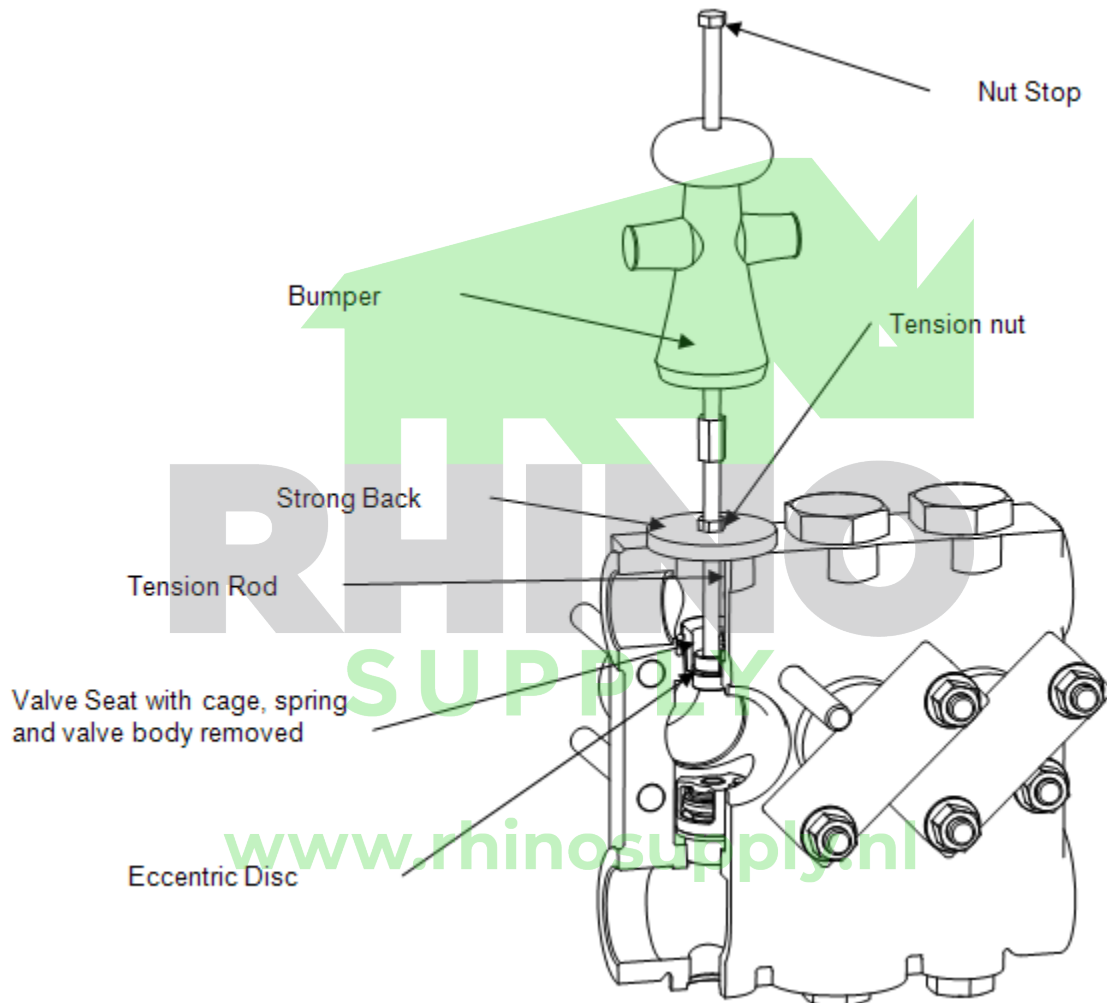 Nut Stop
Bumper
Tension nut
RHINO
Strong Back
Tension Rod
SUPPLY
Valve Seat with cage, spring
and valve body removed
www.rhinosupply.nl
Eccentric Disc